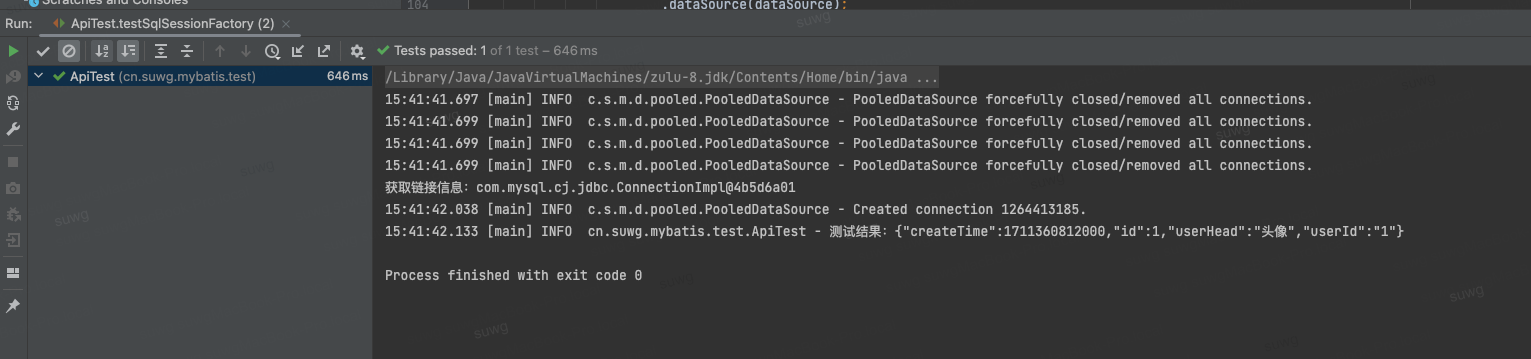 Scratches and Consoles
104 .dataSource(dataSource);
Run: ApiTest.testSqlSessionFactory (2) ×
Tests passed: 1 of 1 test – 646 ms
ApiTest (cn.suwg.mybatis.test) 646 ms
/Library/Java/JavaVirtualMachines/zulu-8.jdk/Contents/Home/bin/java ...
15:41:41.697 [main] INFO  c.s.m.d.pooled.PooledDataSource - PooledDataSource forcefully closed/removed all connections.
15:41:41.699 [main] INFO  c.s.m.d.pooled.PooledDataSource - PooledDataSource forcefully closed/removed all connections.
15:41:41.699 [main] INFO  c.s.m.d.pooled.PooledDataSource - PooledDataSource forcefully closed/removed all connections.
15:41:41.699 [main] INFO  c.s.m.d.pooled.PooledDataSource - PooledDataSource forcefully closed/removed all connections.
获取链接信息：com.mysql.cj.jdbc.ConnectionImpl@4b5d6a01
15:41:42.038 [main] INFO  c.s.m.d.pooled.PooledDataSource - Created connection 1264413185.
15:41:42.133 [main] INFO  cn.suwg.mybatis.test.ApiTest - 测试结果：{"createTime":1711360812000,"id":1,"userHead":"头像","userId":"1"}
Process finished with exit code 0
suwg
suwg
suwg
suwg
suwg
suwg
suwg